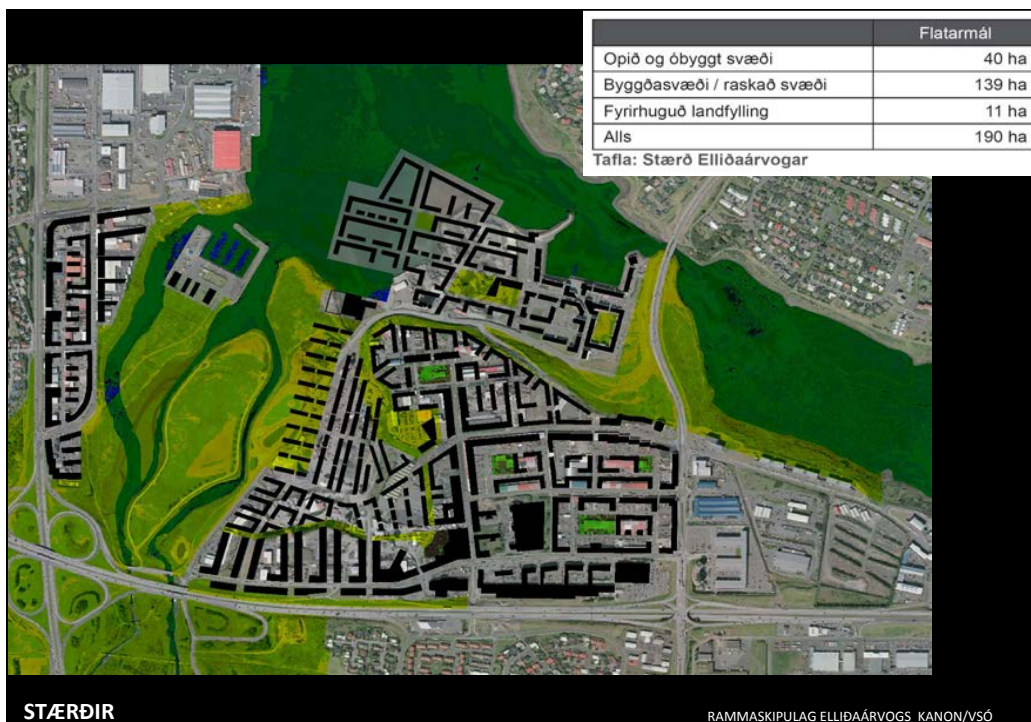 Flatarmál
Opið og óbyggt svæði 40 ha
Byggðasvæði / raskað svæði 139 ha
Fyrirhuguð landfylling 11 ha
Alls 190 ha
Tafla: Stærð Elliðaárvogar
STÆRÐIR
RAMMASKIPULAG ELLIÐAÁRVOGS KANON/VSÓ